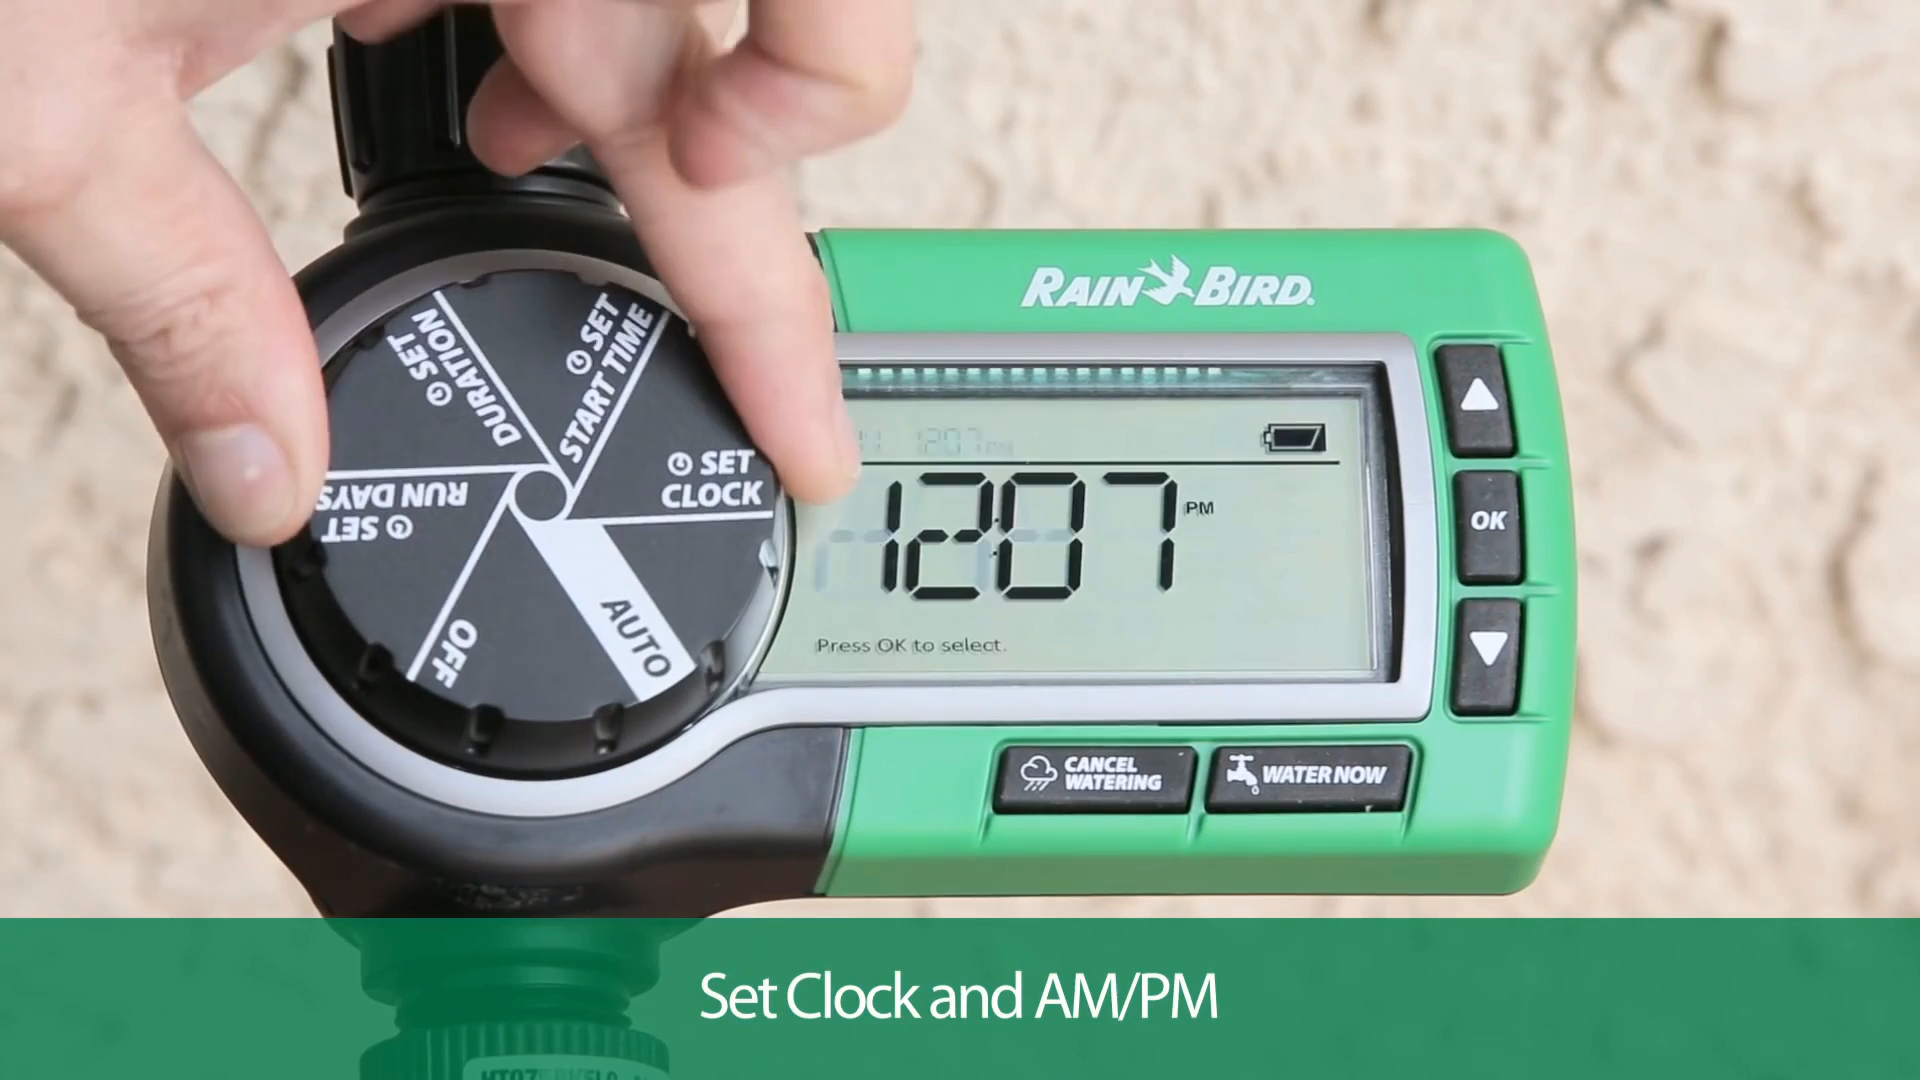 RAIN BIRD
SET
DURATION
SET
START TIME
SET
CLOCK
SET
RUN DAYS
OFF
AUTO
1207
12:07 PM
Press OK to select.
OK
CANCEL
WATERING
WATER NOW
Set Clock and AM/PM